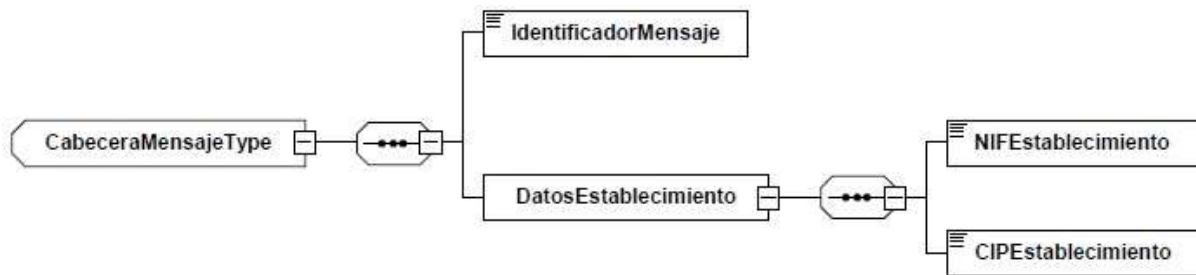 IdentificadorMensaje
CabeceraMensajeType
NIFEstablecimiento
DatosEstablecimiento
CIPEstablecimiento